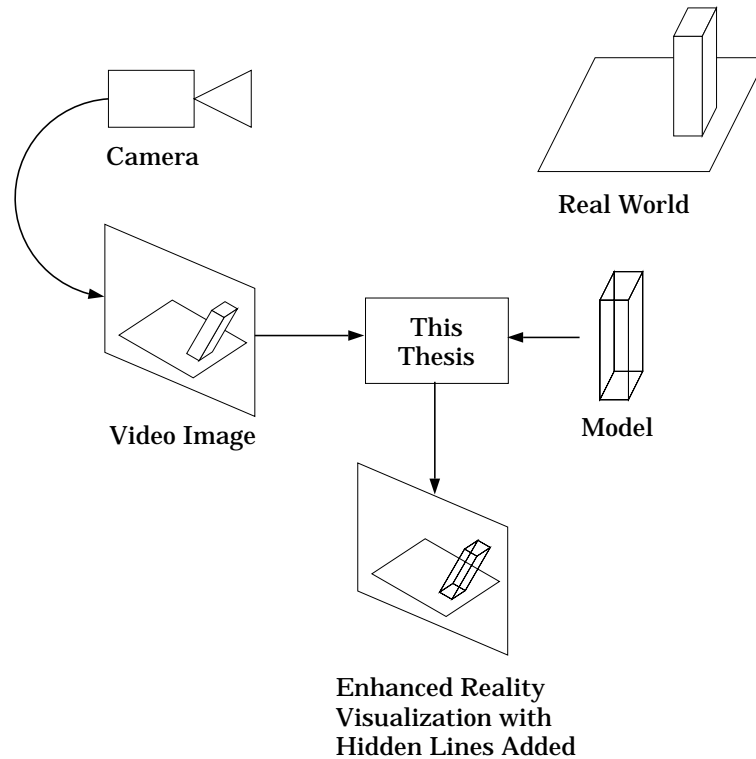 Camera
Real World
This
Thesis
Video Image
Model
Enhanced Reality
Visualization with
Hidden Lines Added